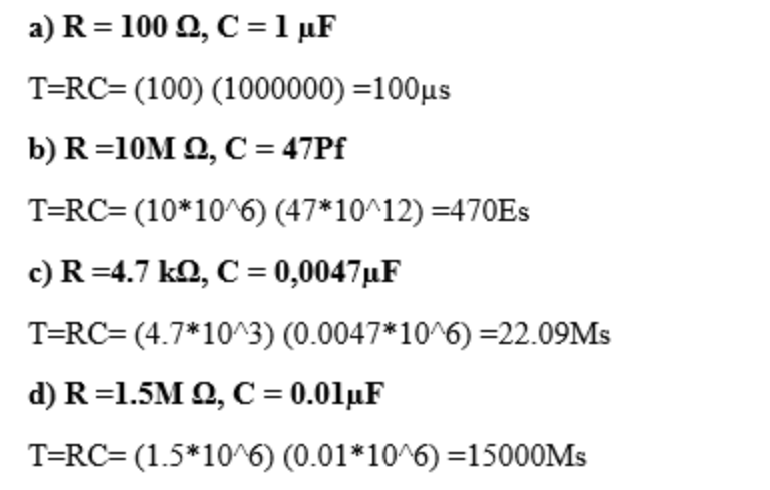 a) R = 100 Ω, C = 1 μF
T=RC= (100) (1000000) =100μs
b) R =10M Ω, C = 47Pf
T=RC= (10*10^6) (47*10^12) =470Es
c) R =4.7 kΩ, C = 0,0047μF
T=RC= (4.7*10^3) (0.0047*10^6) =22.09Ms
d) R =1.5M Ω, C = 0.01μF
T=RC= (1.5*10^6) (0.01*10^6) =15000Ms